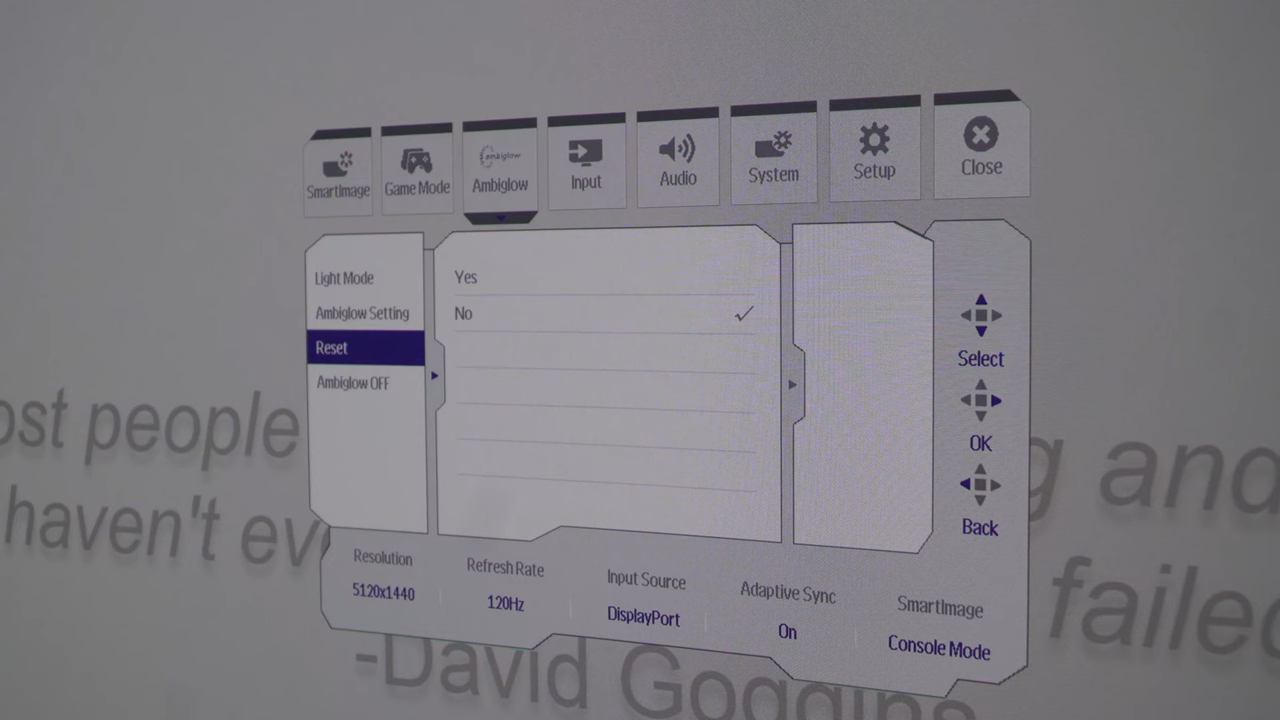 SmartImage
Game Mode
ambiglow
Ambiglow
Input
Audio
System
Setup
Close
Light Mode
Ambiglow Setting
Reset
Ambiglow OFF
Yes
No
Select
OK
Back
Resolution
5120x1440
Refresh Rate
120Hz
Input Source
DisplayPort
Adaptive Sync
On
SmartImage
Console Mode
people
and
haven't
failed
-David Goggins